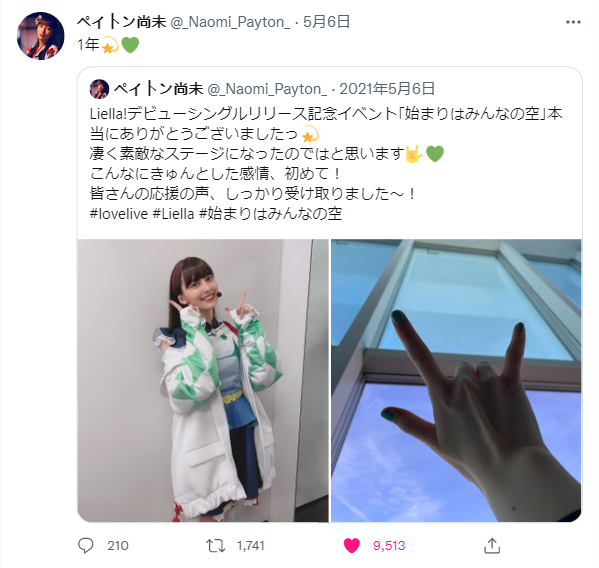 ペイトン尚未 @_Naomi_Payton_ · 5月6日
1年💫💚
ペイトン尚未 @_Naomi_Payton_ · 2021年5月6日
Liella!デビューシングルリリース記念イベント｢始まりはみんなの空｣本
当にありがとうございましたっ💫
凄く素敵なステージになったのではと思います🤟💚
こんなにきゅんとした感情、初めて！
皆さんの応援の声、しっかり受け取りました〜！
#lovelive #Liella #始まりはみんなの空
210 1,741 9,513